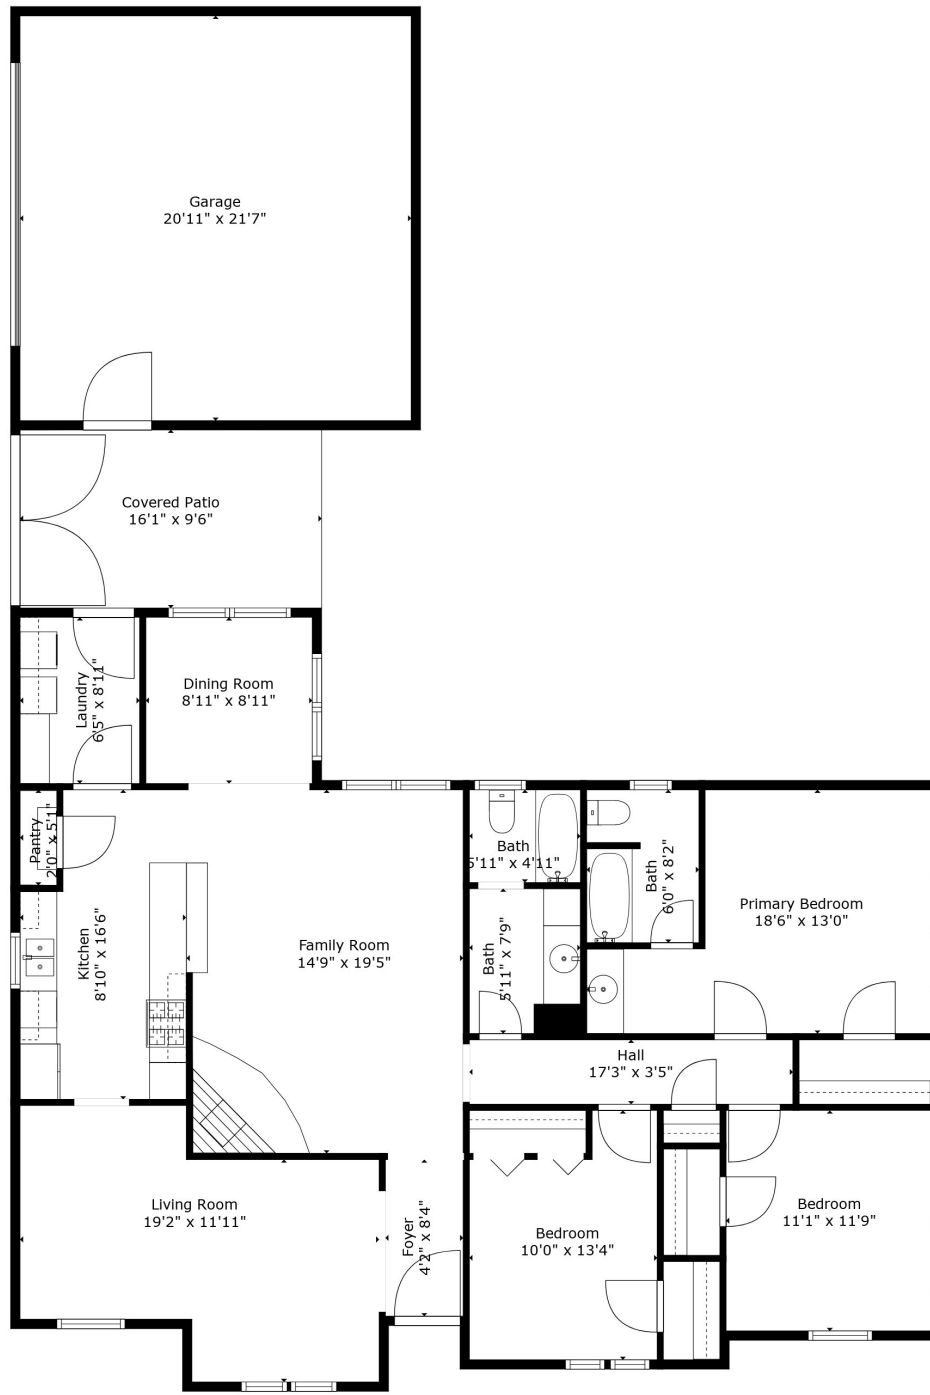 Garage
20'11" x 21'7"
Covered Patio
16'1" x 9'6"
Laundry
6'5" x 8'11"
Dining Room
8'11" x 8'11"
Pantry
2'0" x 5'1"
Bath
5'11" x 4'11"
Bath
6'0" x 8'2"
Primary Bedroom
18'6" x 13'0"
Kitchen
8'10" x 16'6"
Family Room
14'9" x 19'5"
Bath
5'11" x 7'9"
Hall
17'3" x 3'5"
Living Room
19'2" x 11'11"
Foyer
4'2" x 8'4"
Bedroom
10'0" x 13'4"
Bedroom
11'1" x 11'9"